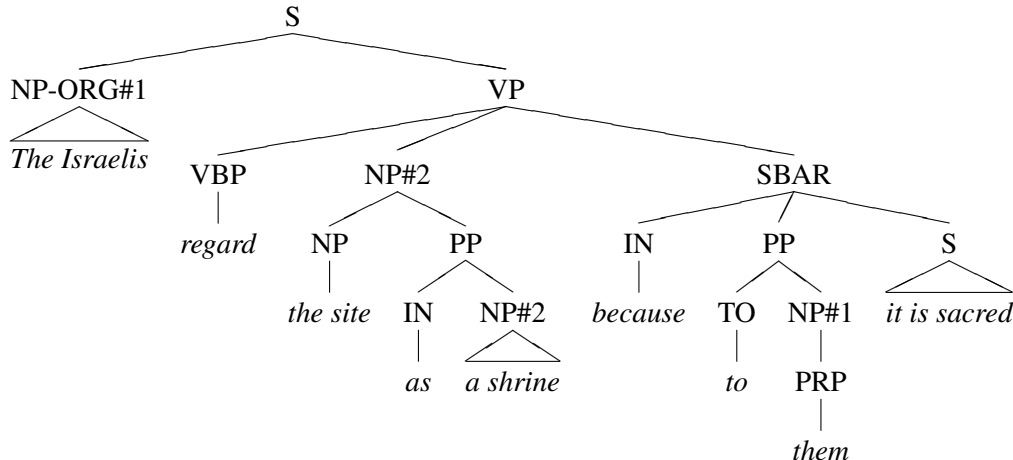 S
NP-ORG#1 VP
The Israelis
VBP NP#2 SBAR
regard NP PP IN PP S
the site IN NP#2 because TO NP#1 it is sacred
as a shrine to PRP
them